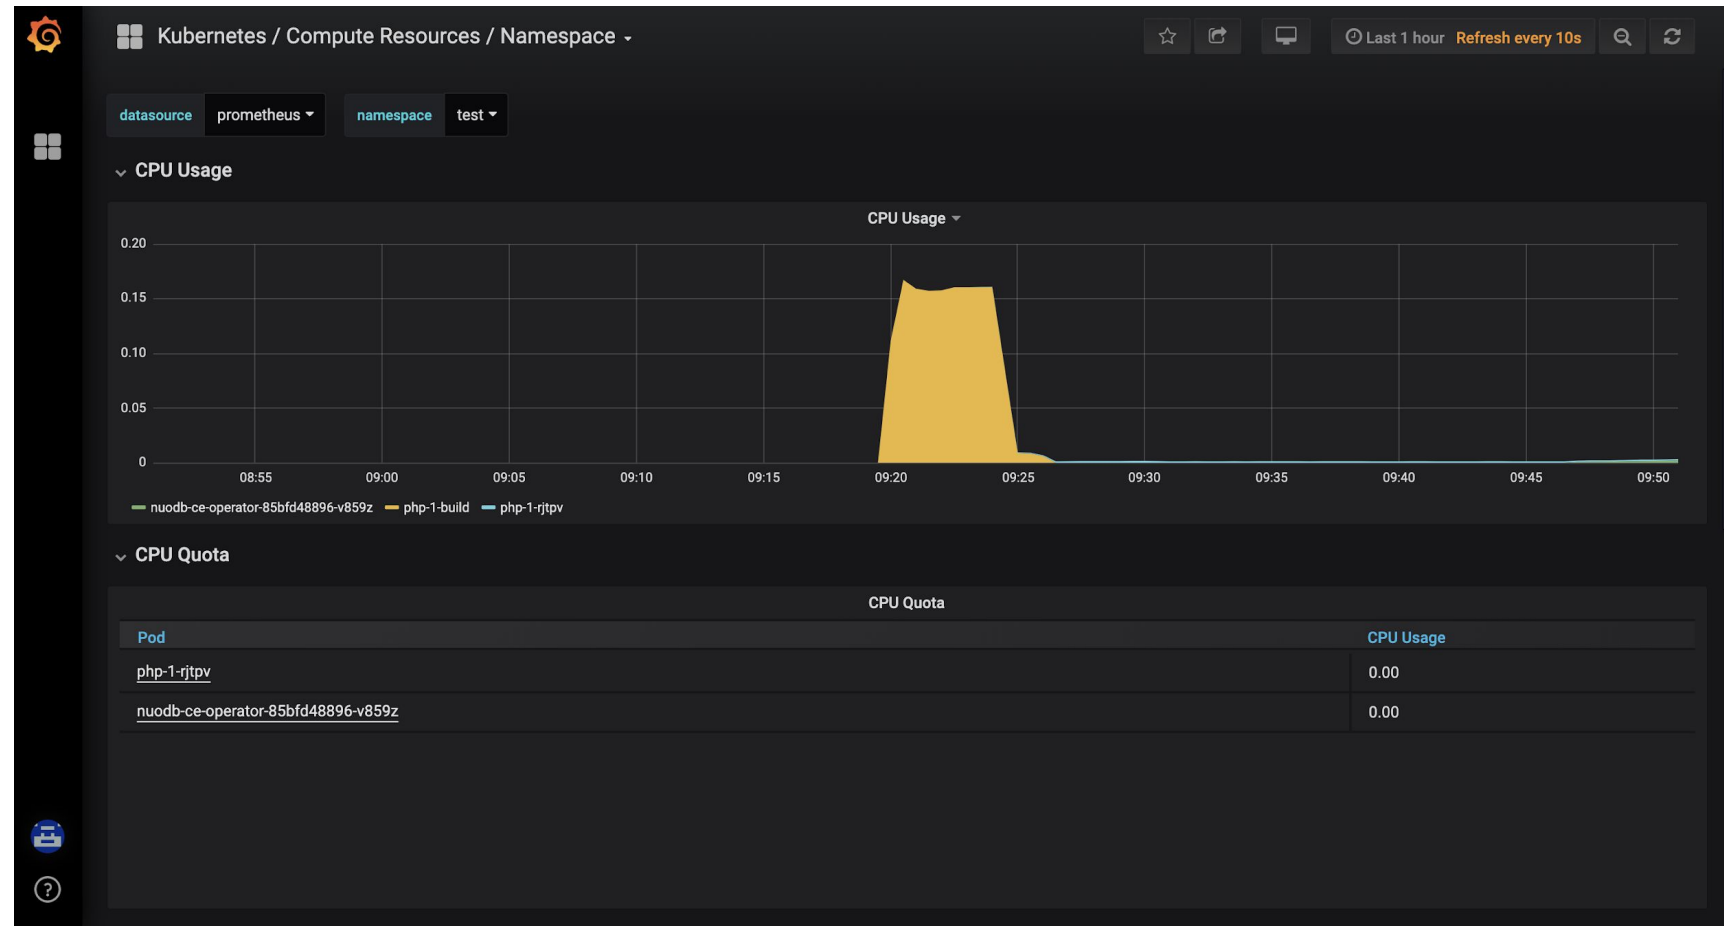 Kubernetes / Compute Resources / Namespace
Last 1 hour Refresh every 10s
datasource prometheus namespace test
CPU Usage
CPU Usage
0.20
0.15
0.10
0.05
0
08:55 09:00 09:05 09:10 09:15 09:20 09:25 09:30 09:35 09:40 09:45 09:50
nuodb-ce-operator-85bfd48896-v859z php-1-build php-1-rjtpv
CPU Quota
CPU Quota
Pod CPU Usage
php-1-rjtpv 0.00
nuodb-ce-operator-85bfd48896-v859z 0.00
?